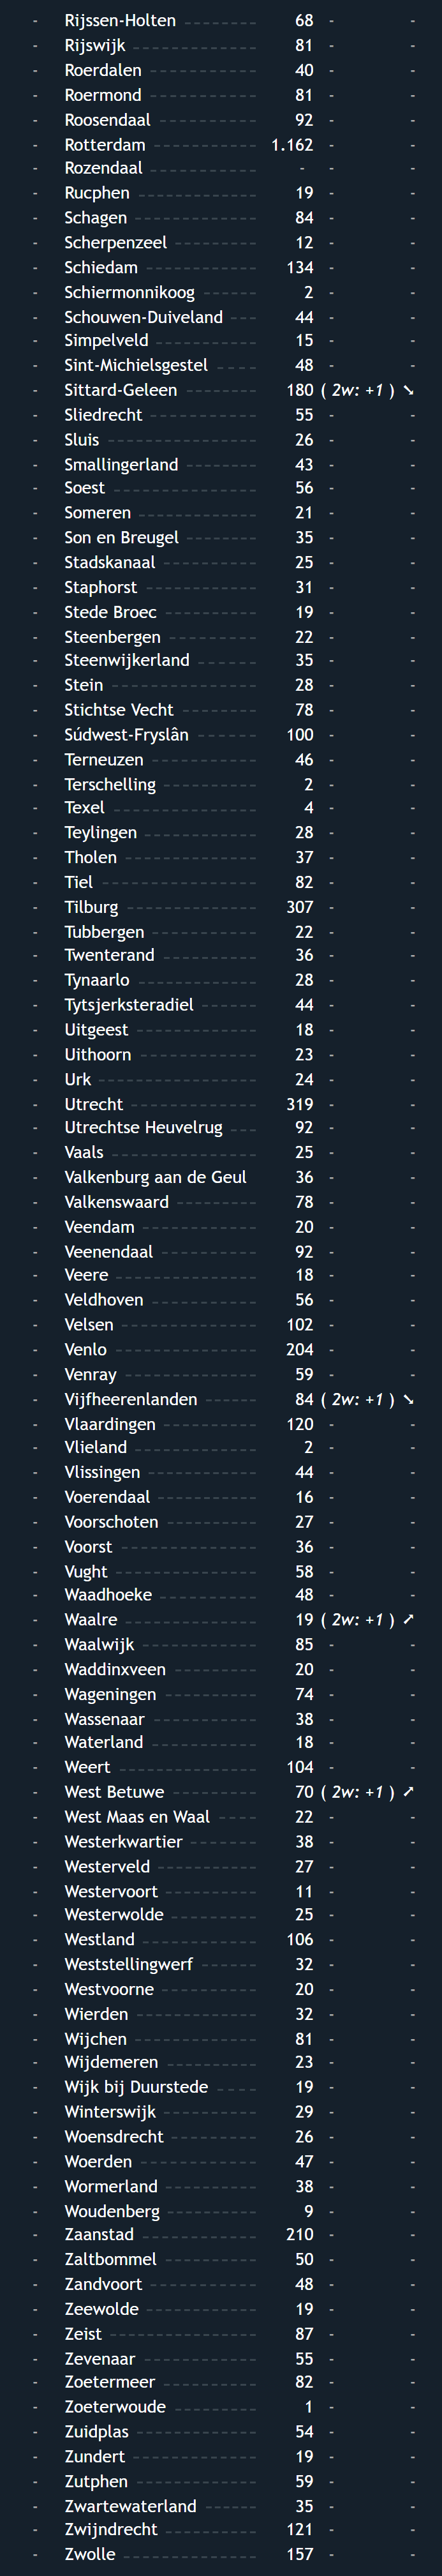 - Rijssen-Holten 68 - -
- Rijswijk 81 - -
- Roerdalen 40 - -
- Roermond 81 - -
- Roosendaal 92 - -
- Rotterdam 1.162 - -
- Rozendaal - - -
- Rucphen 19 - -
- Schagen 84 - -
- Scherpenzeel 12 - -
- Schiedam 134 - -
- Schiermonnikoog 2 - -
- Schouwen-Duiveland 44 - -
- Simpelveld 15 - -
- Sint-Michielsgestel 48 - -
- Sittard-Geleen 180 ( 2w: +1 ) ➘
- Sliedrecht 55 - -
- Sluis 26 - -
- Smallingerland 43 - -
- Soest 56 - -
- Someren 21 - -
- Son en Breugel 35 - -
- Stadskanaal 25 - -
- Staphorst 31 - -
- Stede Broec 19 - -
- Steenbergen 22 - -
- Steenwijkerland 35 - -
- Stein 28 - -
- Stichtse Vecht 78 - -
- Súdwest-Fryslân 100 - -
- Terneuzen 46 - -
- Terschelling 2 - -
- Texel 4 - -
- Teylingen 28 - -
- Tholen 37 - -
- Tiel 82 - -
- Tilburg 307 - -
- Tubbergen 22 - -
- Twenterand 36 - -
- Tynaarlo 28 - -
- Tytsjerksteradiel 44 - -
- Uitgeest 18 - -
- Uithoorn 23 - -
- Urk 24 - -
- Utrecht 319 - -
- Utrechtse Heuvelrug 92 - -
- Vaals 25 - -
- Valkenburg aan de Geul 36 - -
- Valkenswaard 78 - -
- Veendam 20 - -
- Veenendaal 92 - -
- Veere 18 - -
- Veldhoven 56 - -
- Velsen 102 - -
- Venlo 204 - -
- Venray 59 - -
- Vijfheerenlanden 84 ( 2w: +1 ) ➘
- Vlaardingen 120 - -
- Vlieland 2 - -
- Vlissingen 44 - -
- Voerendaal 16 - -
- Voorschoten 27 - -
- Voorst 36 - -
- Vught 58 - -
- Waadhoeke 48 - -
- Waalre 19 ( 2w: +1 ) ➚
- Waalwijk 85 - -
- Waddinxveen 20 - -
- Wageningen 74 - -
- Wassenaar 38 - -
- Waterland 18 - -
- Weert 104 - -
- West Betuwe 70 ( 2w: +1 ) ➚
- West Maas en Waal 22 - -
- Westerkwartier 38 - -
- Westerveld 27 - -
- Westervoort 11 - -
- Westerwolde 25 - -
- Westland 106 - -
- Weststellingwerf 32 - -
- Westvoorne 20 - -
- Wierden 32 - -
- Wijchen 81 - -
- Wijdemeren 23 - -
- Wijk bij Duurstede 19 - -
- Winterswijk 29 - -
- Woensdrecht 26 - -
- Woerden 47 - -
- Wormerland 38 - -
- Woudenberg 9 - -
- Zaanstad 210 - -
- Zaltbommel 50 - -
- Zandvoort 48 - -
- Zeewolde 19 - -
- Zeist 87 - -
- Zevenaar 55 - -
- Zoetermeer 82 - -
- Zoeterwoude 1 - -
- Zuidplas 54 - -
- Zundert 19 - -
- Zutphen 59 - -
- Zwartewaterland 35 - -
- Zwijndrecht 121 - -
- Zwolle 157 - -